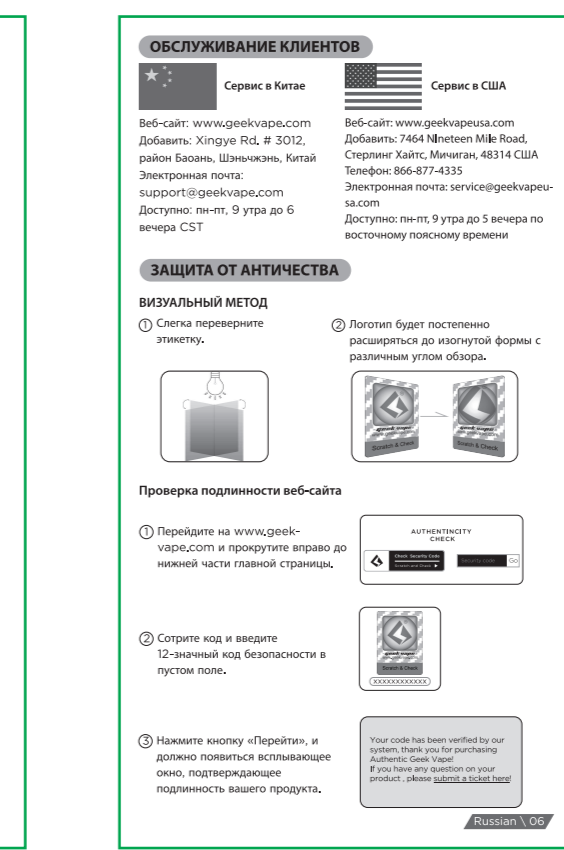 ОБСЛУЖИВАНИЕ КЛИЕНТОВ
Сервис в Китае
Веб-сайт: www.geekvape.com
Добавить: Xingye Rd. # 3012,
район Баоань, Шэньчжэнь, Китай
Электронная почта:
support@geekvape.com
Доступно: пн-пт, 9 утра до 6
вечера CST
Сервис в США
Веб-сайт: www.geekvapeusa.com
Добавить: 7464 NIneteen Mile Road,
Стерлинг Хайтс, Мичиган, 48314 США
Телефон: 866-877-4335
Электронная почта: service@geekvapeu-
sa.com
Доступно: пн-пт, 9 утра до 5 вечера по
восточному поясному времени
ЗАЩИТА ОТ АНТИЧЕСТВА
ВИЗУАЛЬНЫЙ МЕТОД
① Слегка переверните
этикетку.
② Логотип будет постепенно
расширяться до изогнутой формы с
различным углом обзора.
geek vape
Scratch & Check
geek vape
Scratch & Check
Проверка подлинности веб-сайта
① Перейдите на www.geek-
vape.com и прокрутите вправо до
нижней части главной страницы.
AUTHENTINCITY
CHECK
Check Security Code
Scratch and Check
Security code
Go
② Сотрите код и введите
12-значный код безопасности в
пустом поле.
geek vape
Scratch & Check
XXXXXXXXXXXX
③ Нажмите кнопку «Перейти», и
должно появиться всплывающее
окно, подтверждающее
подлинность вашего продукта.
Your code has been verified by our
system, thank you for purchasing
Authentic Geek Vape!
If you have any question on your
product , please submit a ticket here!
Russian \ 06